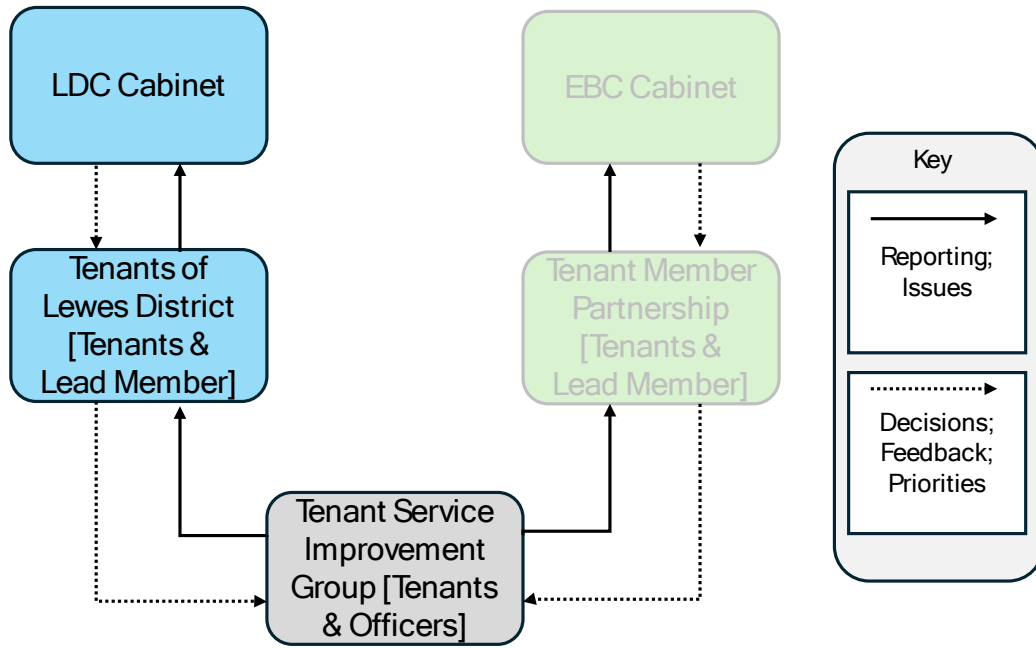 LDC Cabinet
EBC Cabinet
Tenants of
Lewes District
[Tenants &
Lead Member]
Tenant Member
Partnership
[Tenants &
Lead Member]
Tenant Service
Improvement
Group [Tenants
& Officers]
Key
Reporting;
Issues
Decisions;
Feedback;
Priorities